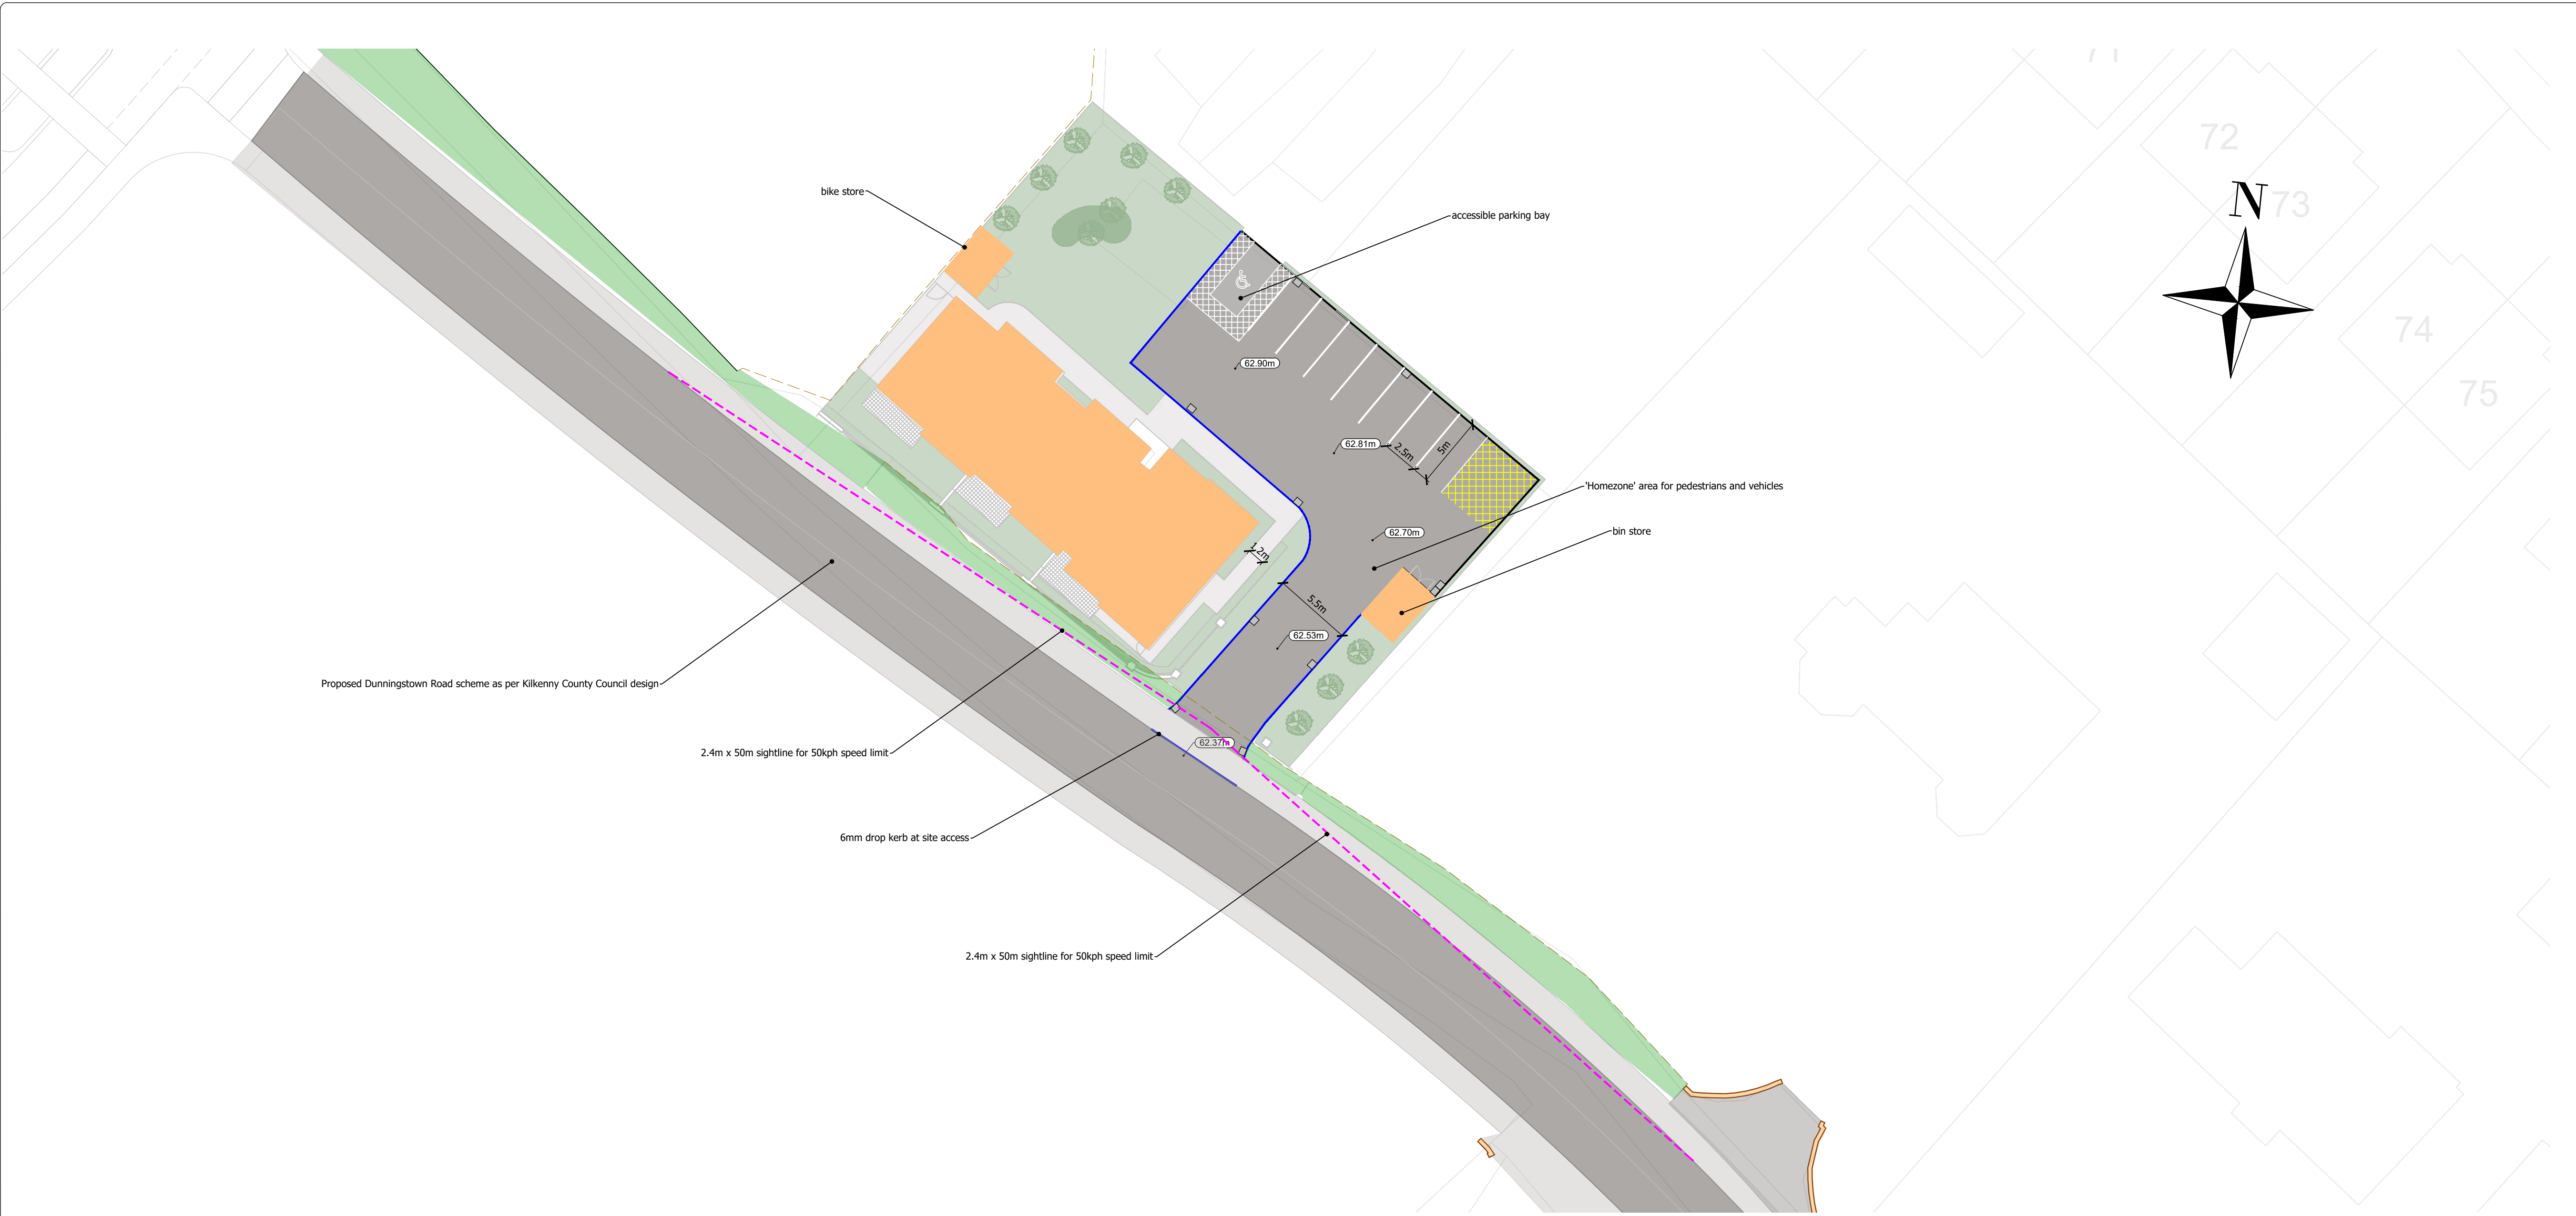 71
72
N
73
bike store
accessible parking bay
74
62.90m
75
62.81m
2.5m
5m
'Homezone' area for pedestrians and vehicles
62.70m
bin store
1.2m
5.5m
62.53m
Proposed Dunningstown Road scheme as per Kilkenny County Council design
62.37m
2.4m x 50m sightline for 50kph speed limit
6mm drop kerb at site access
2.4m x 50m sightline for 50kph speed limit